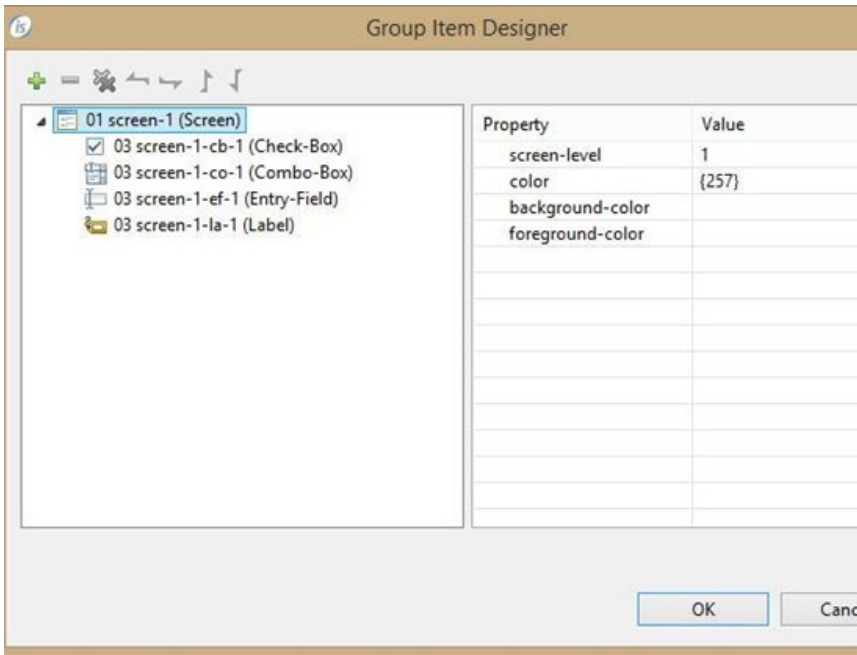 is
Group Item Designer
01 screen-1 (Screen)
03 screen-1-cb-1 (Check-Box)
03 screen-1-co-1 (Combo-Box)
03 screen-1-ef-1 (Entry-Field)
03 screen-1-la-1 (Label)
Property Value
screen-level 1
color {257}
background-color
foreground-color
OK Canc